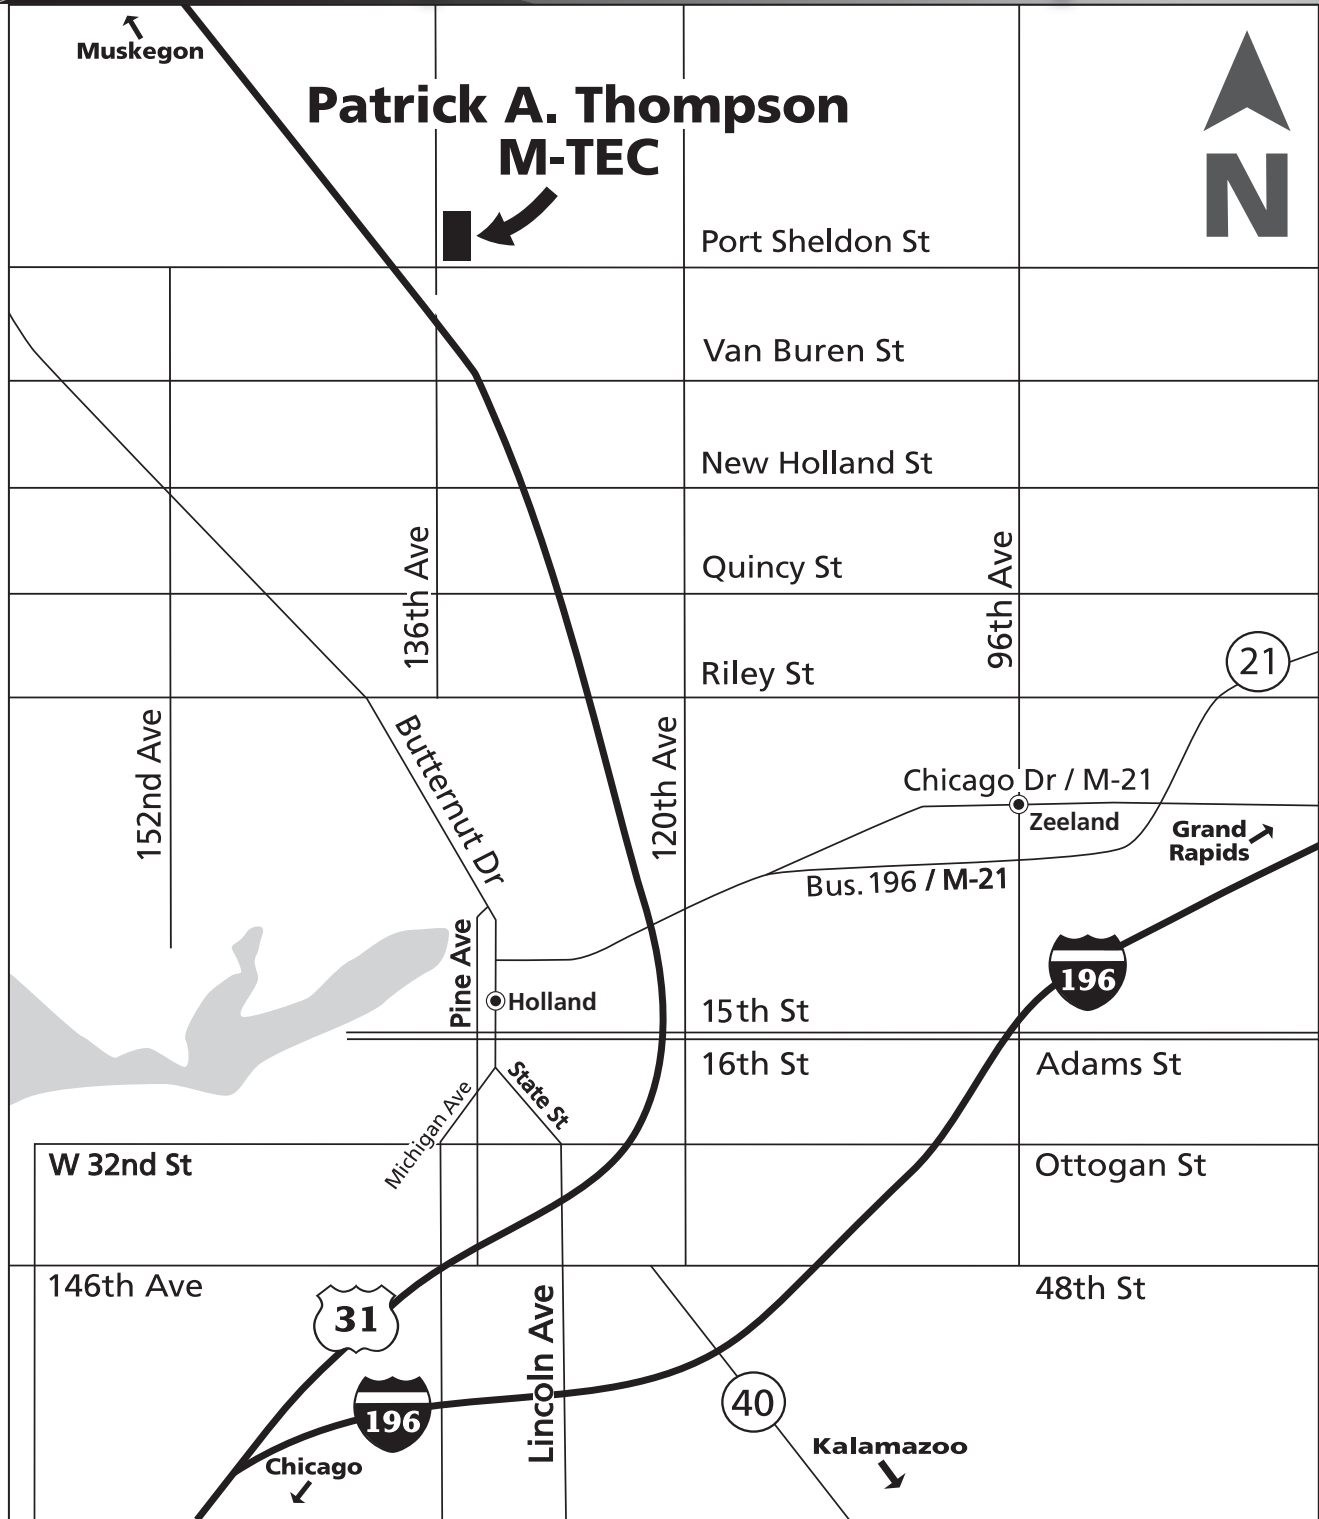 Muskegon
Patrick A. Thompson
M-TEC
N
Port Sheldon St
Van Buren St
New Holland St
136th Ave
Quincy St
96th Ave
Riley St
21
152nd Ave
Butternut Dr
120th Ave
Chicago Dr / M-21
Zeeland
Grand
Rapids
Bus. 196 / M-21
Pine Ave
196
Holland
15th St
16th St
Adams St
Michigan Ave
State St
W 32nd St
Ottogan St
146th Ave
48th St
31
Lincoln Ave
196
40
Kalamazoo
Chicago